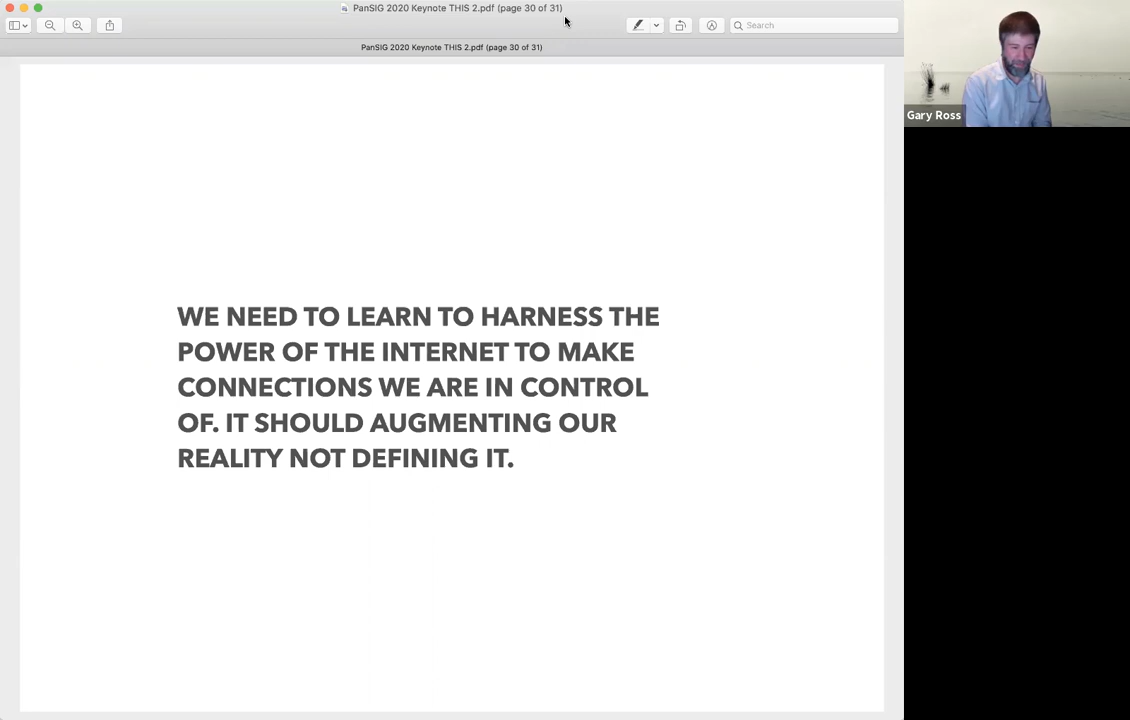 PanSIG 2020 Keynote THIS 2.pdf (page 30 of 31)
Search
PanSIG 2020 Keynote THIS 2.pdf (page 30 of 31)
Gary Ross
WE NEED TO LEARN TO HARNESS THE
POWER OF THE INTERNET TO MAKE
CONNECTIONS WE ARE IN CONTROL
OF. IT SHOULD AUGMENTING OUR
REALITY NOT DEFINING IT.